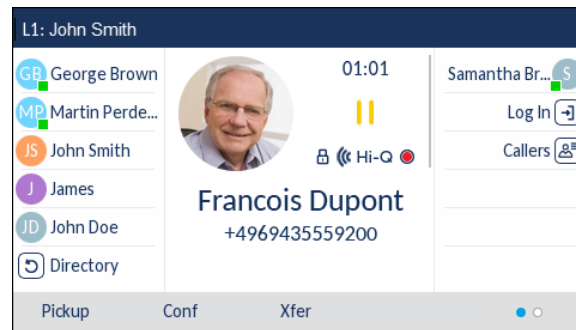 L1: John Smith
GB George Brown
MP Martin Perde...
JS John Smith
J James
JD John Doe
Directory
01:01
Hi-Q
Francois Dupont
+4969435559200
Samantha Br... S
Log In
Callers
Pickup Conf Xfer